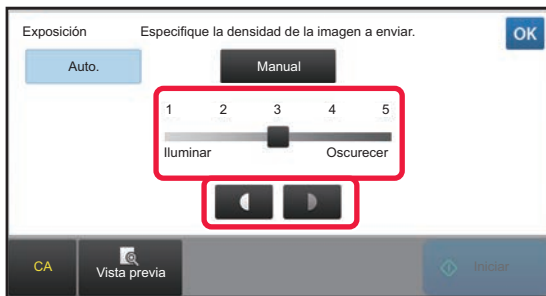 Exposición
Especifique la densidad de la imagen a enviar.
OK
Auto.
Manual
1 2 3 4 5
Iluminar
Oscurecer
CA
Vista previa
Iniciar